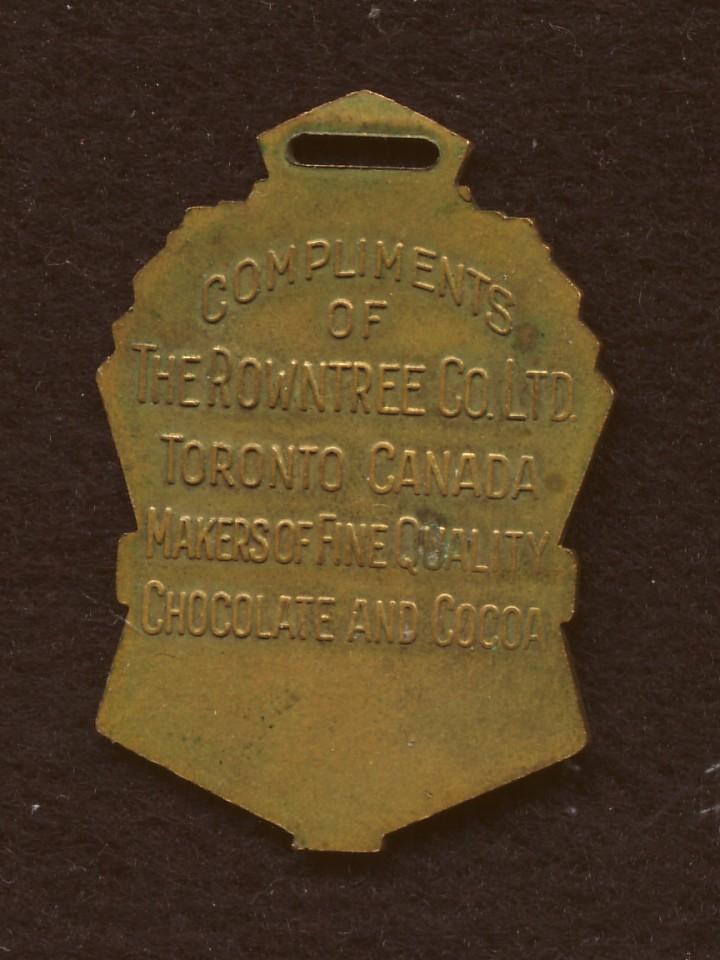 COMPLIMENTS
OF
THE ROWNTREE CO. LTD.
TORONTO CANADA
MAKERS OF FINE QUALITY
CHOCOLATE AND COCOA